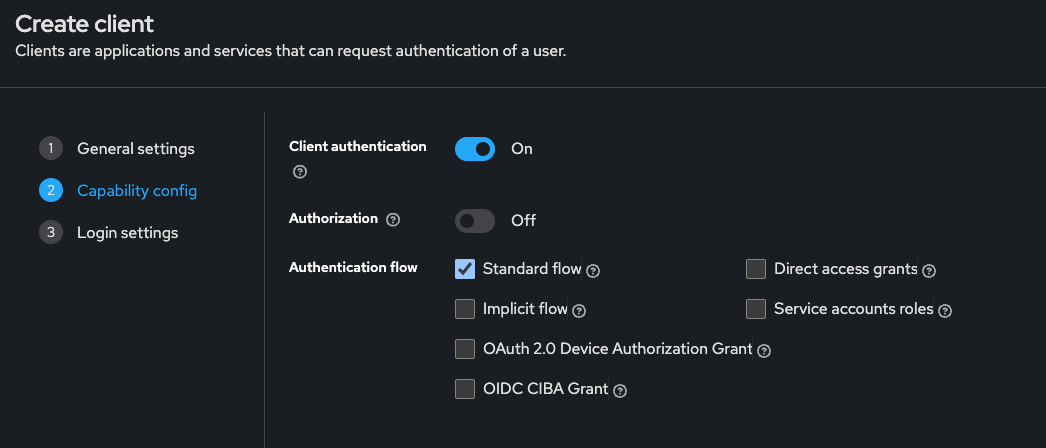 Create client
Clients are applications and services that can request authentication of a user.
1 General settings
2 Capability config
3 Login settings
Client authentication
On
Authorization
Off
Authentication flow
Standard flow
Direct access grants
Implicit flow
Service accounts roles
OAuth 2.0 Device Authorization Grant
OIDC CIBA Grant